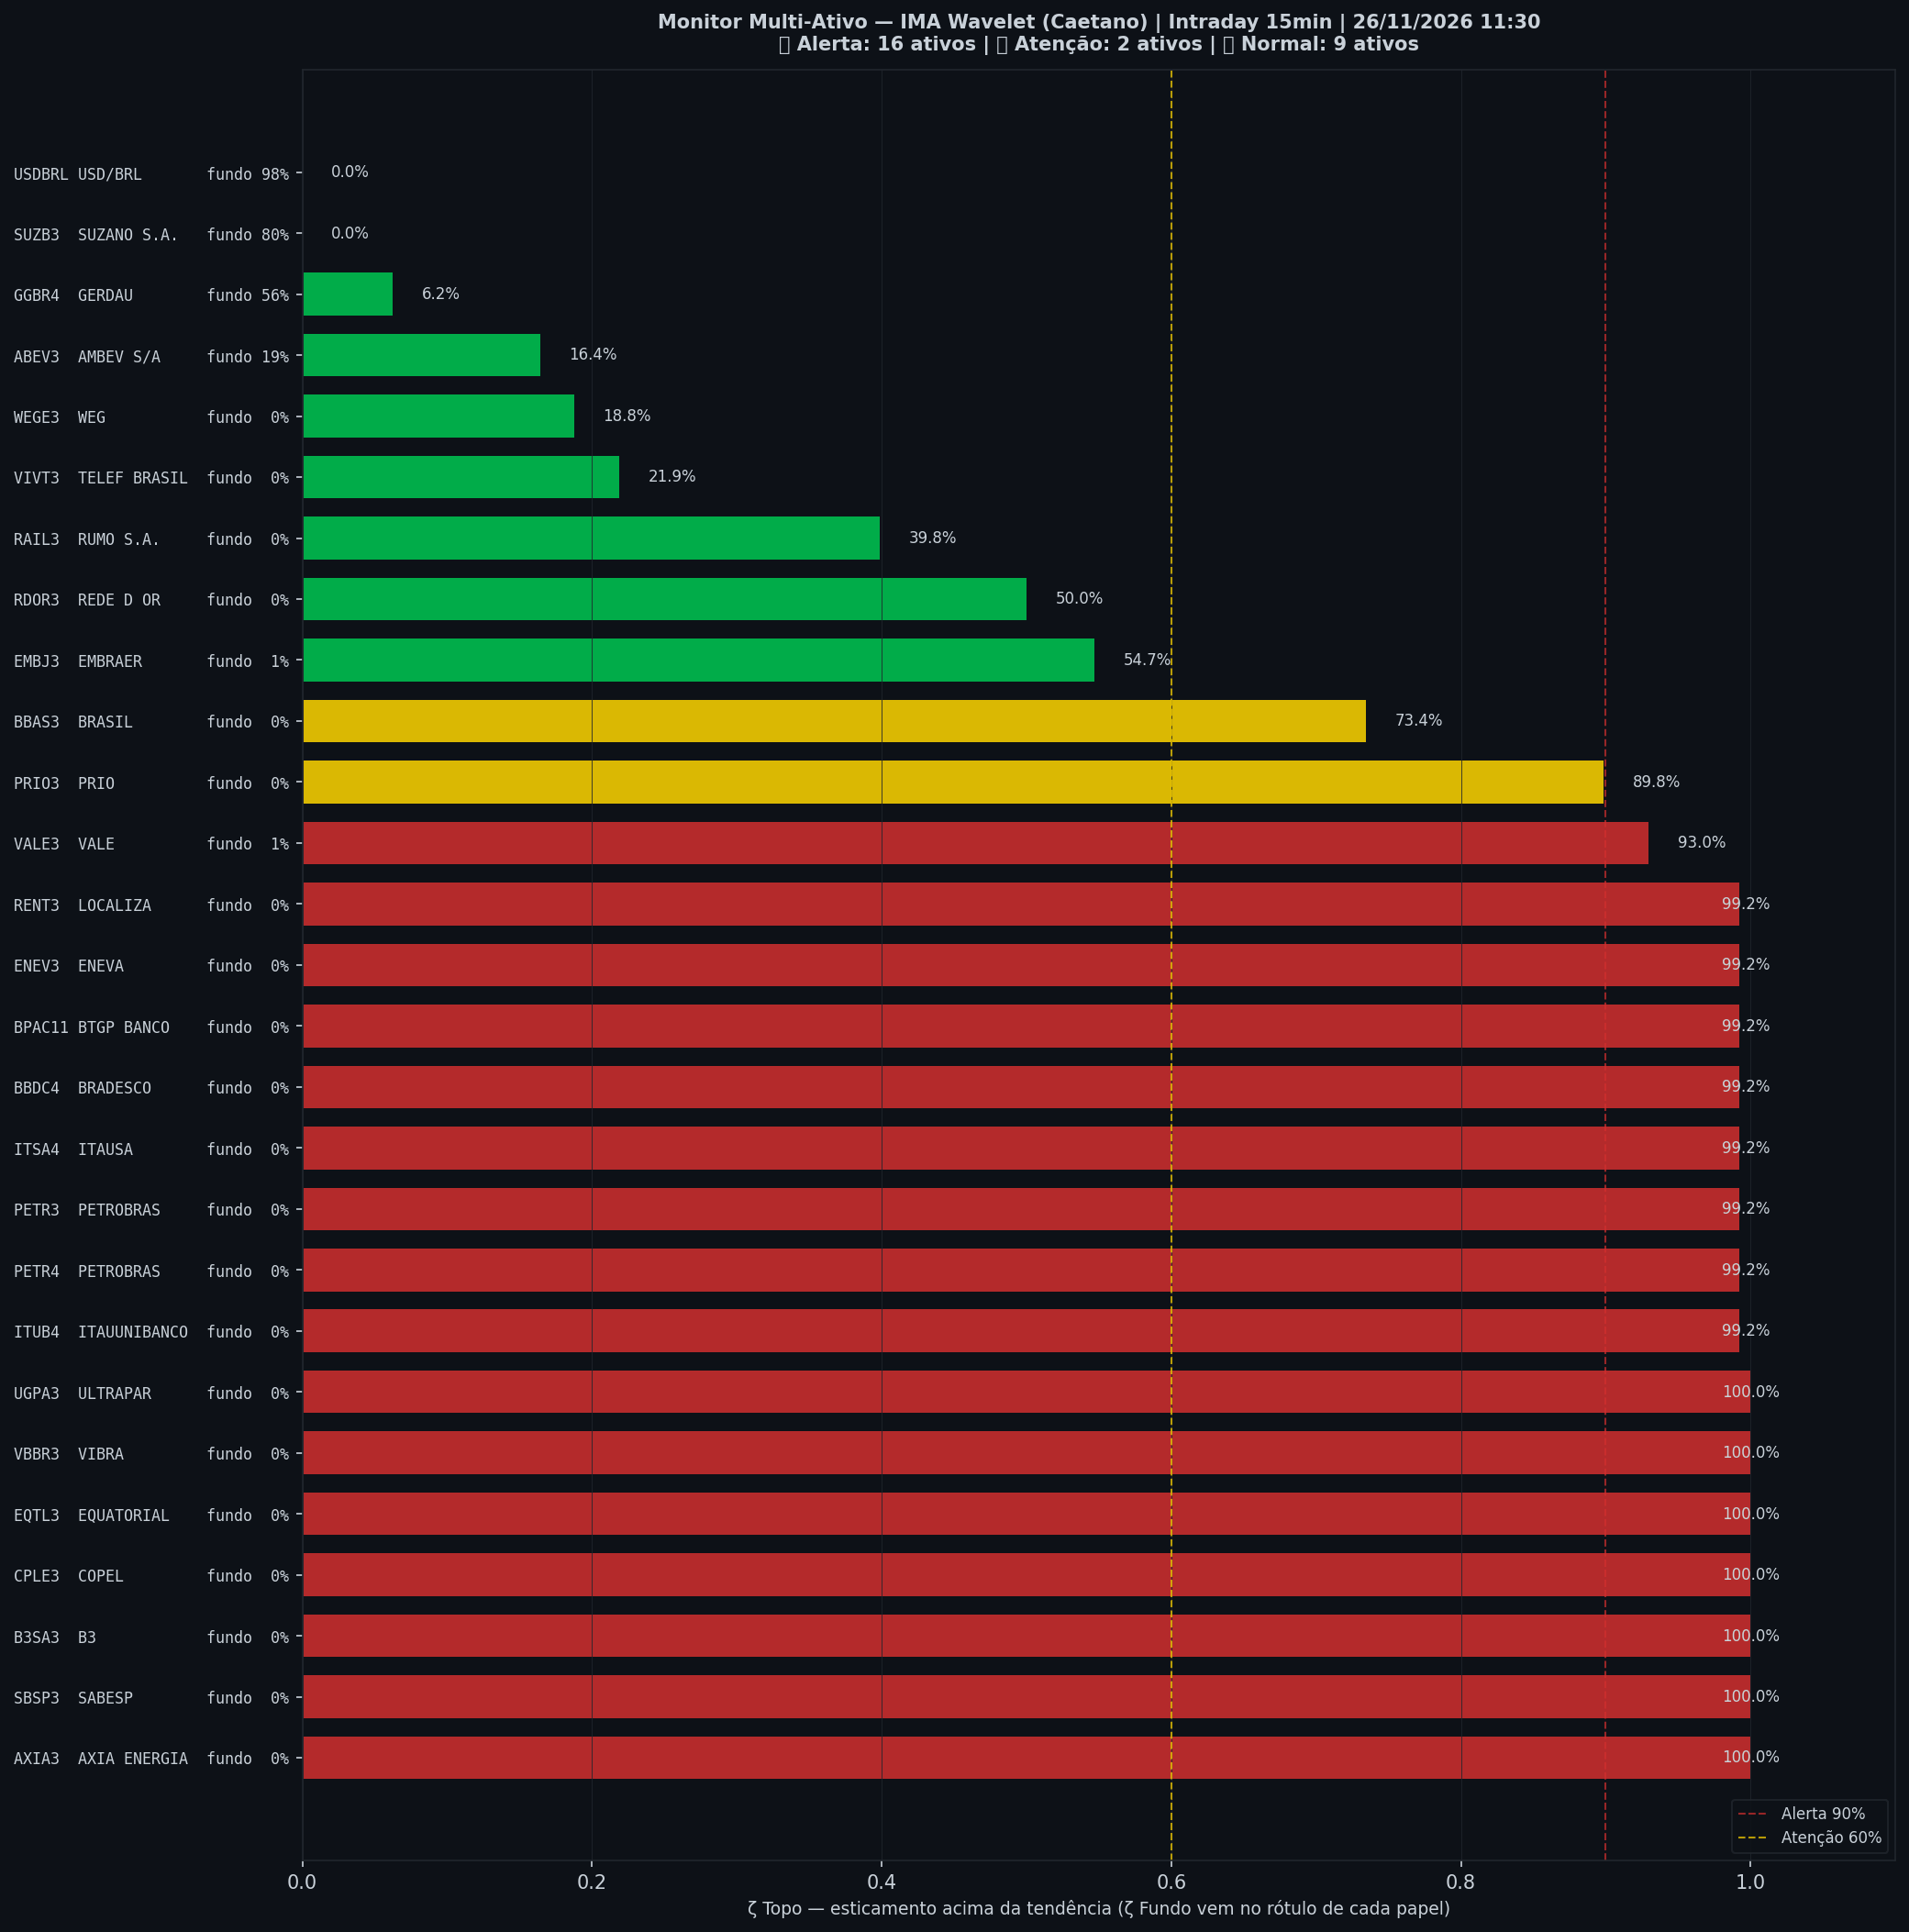 Monitor Multi-Ativo — IMA Wavelet (Caetano) | Intraday 15min | 26/11/2026 11:30
▯ Alerta: 16 ativos | ▯ Atenção: 2 ativos | ▯ Normal: 9 ativos
USDBRL USD/BRL fundo 98% 0.0%
SUZB3 SUZANO S.A. fundo 80% 0.0%
GGBR4 GERDAU fundo 56% 6.2%
ABEV3 AMBEV S/A fundo 19% 16.4%
WEGE3 WEG fundo 0% 18.8%
VIVT3 TELEF BRASIL fundo 0% 21.9%
RAIL3 RUMO S.A. fundo 0% 39.8%
RDOR3 REDE D OR fundo 0% 50.0%
EMBJ3 EMBRAER fundo 1% 54.7%
BBAS3 BRASIL fundo 0% 73.4%
PRIO3 PRIO fundo 0% 89.8%
VALE3 VALE fundo 1% 93.0%
RENT3 LOCALIZA fundo 0% 99.2%
ENEV3 ENEVA fundo 0% 99.2%
BPAC11 BTGP BANCO fundo 0% 99.2%
BBDC4 BRADESCO fundo 0% 99.2%
ITSA4 ITAUSA fundo 0% 99.2%
PETR3 PETROBRAS fundo 0% 99.2%
PETR4 PETROBRAS fundo 0% 99.2%
ITUB4 ITAUUNIBANCO fundo 0% 99.2%
UGPA3 ULTRAPAR fundo 0% 100.0%
VBBR3 VIBRA fundo 0% 100.0%
EQTL3 EQUATORIAL fundo 0% 100.0%
CPLE3 COPEL fundo 0% 100.0%
B3SA3 B3 fundo 0% 100.0%
SBSP3 SABESP fundo 0% 100.0%
AXIA3 AXIA ENERGIA fundo 0% 100.0%
Alerta 90%
Atenção 60%
0.0 0.2 0.4 0.6 0.8 1.0
ζ Topo — esticamento acima da tendência (ζ Fundo vem no rótulo de cada papel)